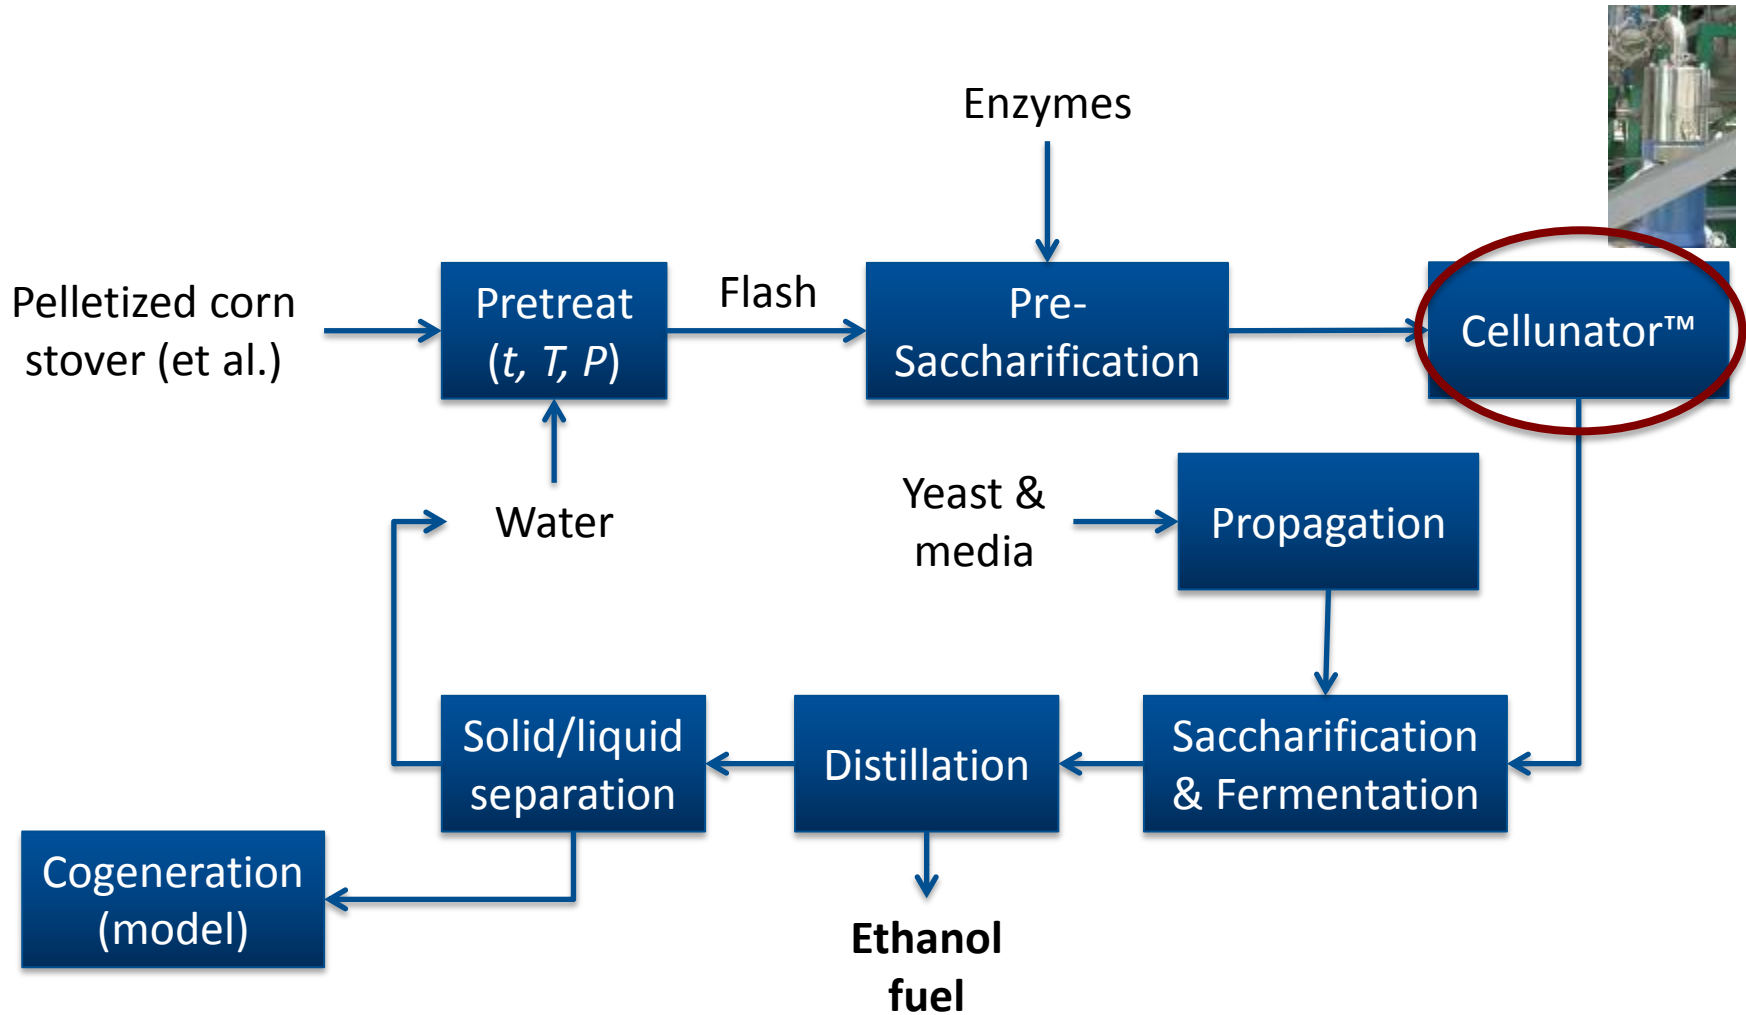 Enzymes
Pelletized corn
stover (et al.)
Pretreat
(t, T, P)
Flash
Pre-
Saccharification
Cellunator™
Water
Yeast &
media
Propagation
Solid/liquid
separation
Distillation
Saccharification
& Fermentation
Cogeneration
(model)
Ethanol
fuel